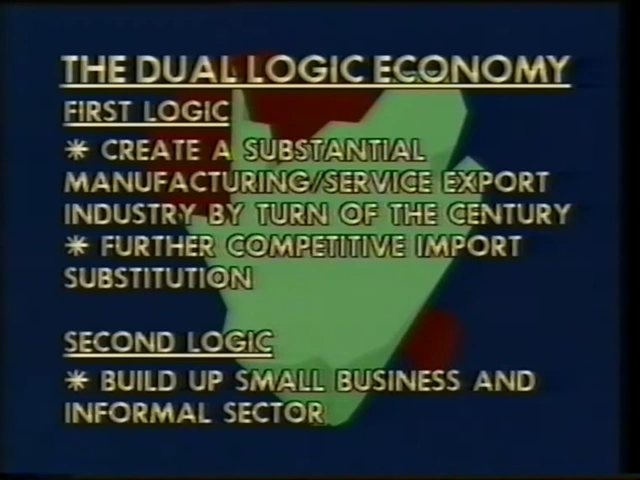 THE DUAL LOGIC ECONOMY
FIRST LOGIC
* CREATE A SUBSTANTIAL
MANUFACTURING/SERVICE EXPORT
INDUSTRY BY TURN OF THE CENTURY
* FURTHER COMPETITIVE IMPORT
SUBSTITUTION
SECOND LOGIC
* BUILD UP SMALL BUSINESS AND
INFORMAL SECTOR